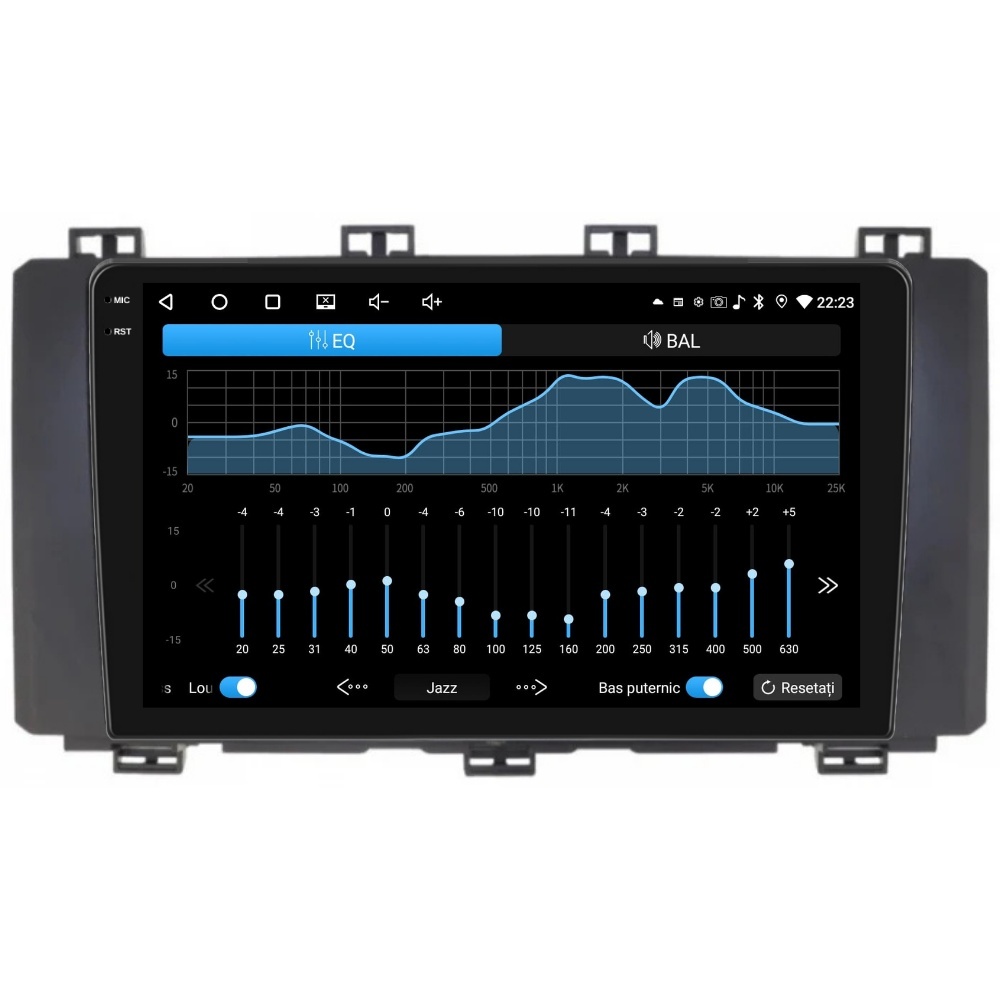 MIC
22:23
RST
EQ BAL
15
0
-15
20 50 100 200 500 1K 2K 5K 10K 25K
-4 -4 -3 -1 0 -4 -6 -10 -10 -11 -4 -3 -2 -2 +2 +5
15
0
-15
20 25 31 40 50 63 80 100 125 160 200 250 315 400 500 630
s Lou Jazz Bas puternic Resetați